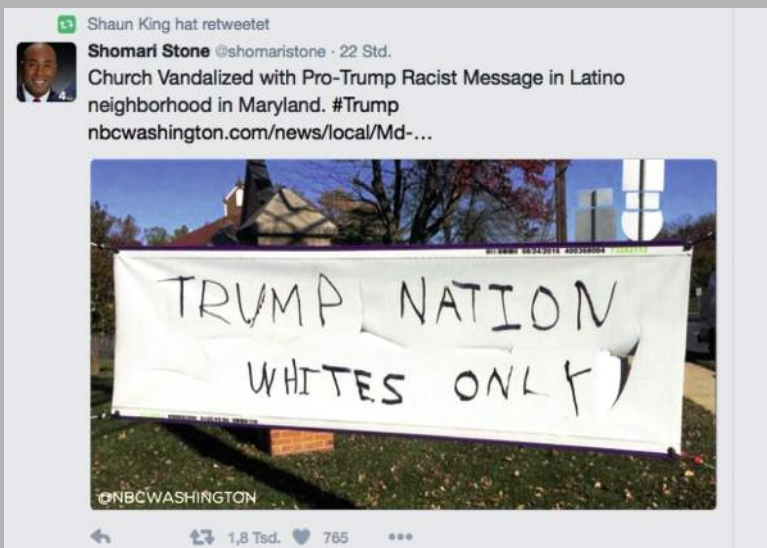 Shaun King hat retweetet
Shomari Stone @shomaristone · 22 Std.
Church Vandalized with Pro-Trump Racist Message in Latino
neighborhood in Maryland. #Trump
nbcwashington.com/news/local/Md-...
TRUMP NATION
WHITES ONLY
@NBCWASHINGTON
1,8 Tsd. 765